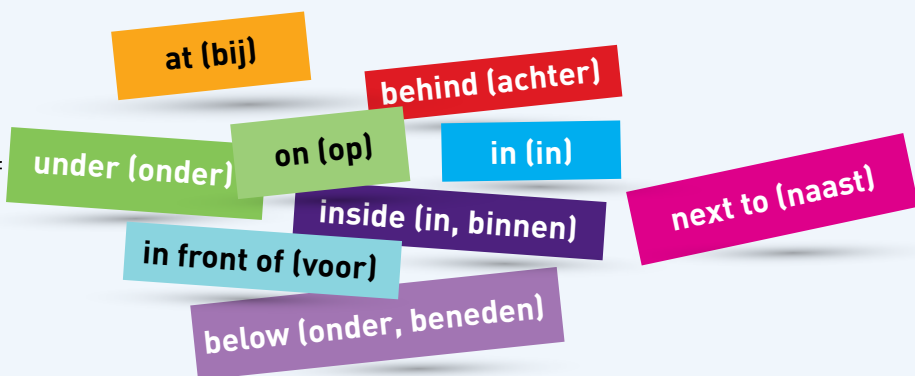 at (bij)
behind (achter)
under (onder)
on (op)
in (in)
next to (naast)
inside (in, binnen)
in front of (voor)
below (onder, beneden)